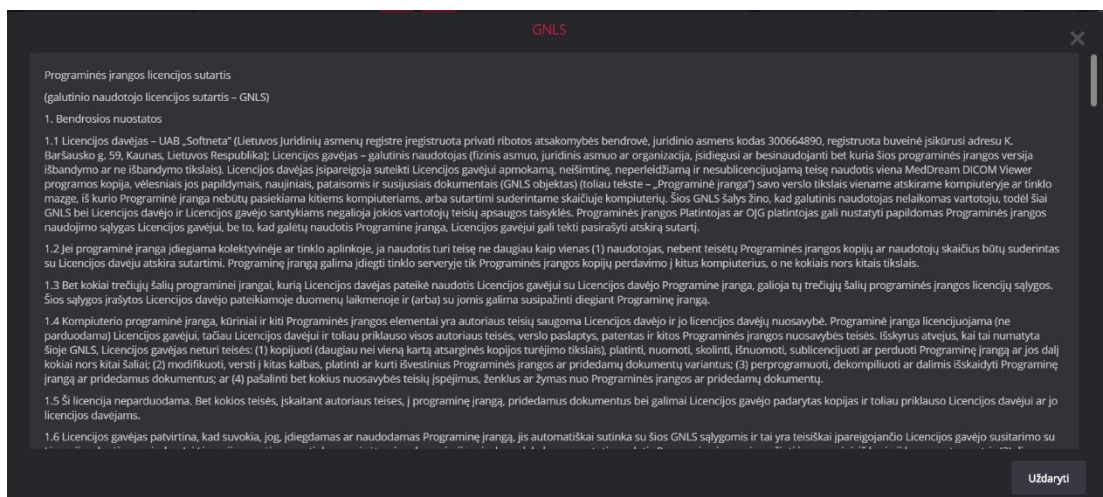 GNLS
Programinės įrangos licencijos sutartis
(galutinio naudotojo licencijos sutartis – GNLS)
1. Bendrosios nuostatos
1.1 Licencijos davėjas – UAB „Softneta“ (Lietuvos Juridinių asmenų registre įregistruota privati ribotos atsakomybės bendrovė, juridinio asmens kodas 300664890, registruota buveinė įsikūrusi adresu K.
Baršausko g. 59, Kaunas, Lietuvos Respublika); Licencijos gavėjas – galutinis naudotojas (fizinis asmuo, juridinis asmuo ar organizacija, įsidiegusi ar besinaudojanti bet kuria šios programinės įrangos versija
išbandymo ar ne išbandymo tikslais). Licencijos davėjas įsipareigoja suteikti Licencijos gavėjui apmokamą, neišimtinę, neperleidžiamą ir nesublicencijuojamą teisę naudotis viena MedDream DICOM Viewer
programos kopija, vėlesniais jos papildymais, naujiniais, pataisomis ir susijusiais dokumentais (GNLS objektas) (toliau tekste – „Programinė įranga“) savo verslo tikslais viename atskirame kompiuteryje ar tinklo
mazge, iš kurio Programinė įranga nebūtų pasiekiama kitiems kompiuteriams, arba sutartimi suderintame skaičiuje kompiuterių. Šios GNLS šalys žino, kad galutinis naudotojas nelaikomas vartotoju, todėl šiai
GNLS bei Licencijos davėjo ir Licencijos gavėjo santykiams negalioja jokios vartotojų teisių apsaugos taisyklės. Programinės įrangos Platintojas ar OJG platintojas gali nustatyti papildomas Programinės įrangos
naudojimo sąlygas Licencijos gavėjui, be to, kad galėtų naudotis Programine įranga, Licencijos gavėjui gali tekti pasirašyti atskirą sutartį.
1.2 Jei programinė įranga įdiegiama kolektyvinėje ar tinklo aplinkoje, ja naudotis turi teisę ne daugiau kaip vienas (1) naudotojas, nebent teisėtų Programinės įrangos kopijų ar naudotojų skaičius būtų suderintas
su Licencijos davėju atskira sutartimi. Programinę įrangą galima įdiegti tinklo serveryje tik Programinės įrangos kopijų perdavimo į kitus kompiuterius, o ne kokiais nors kitais tikslais.
1.3 Bet kokiai trečiųjų šalių programinei įrangai, kurią Licencijos davėjas pateikė naudotis Licencijos gavėjui su Licencijos davėjo Programine įranga, galioja tų trečiųjų šalių programinės įrangos licencijų sąlygos.
Šios sąlygos įrašytos Licencijos davėjo pateikiamoje duomenų laikmenoje ir (arba) su jomis galima susipažinti diegiant Programinę įrangą.
1.4 Kompiuterio programinė įranga, kūriniai ir kiti Programinės įrangos elementai yra autoriaus teisių saugoma Licencijos davėjo ir jo licencijos davėjų nuosavybė. Programinė įranga licencijuojama (ne
parduodama) Licencijos gavėjui, tačiau Licencijos davėjui ir toliau priklauso visos autoriaus teisės, verslo paslaptys, patentas ir kitos Programinės įrangos nuosavybės teisės. Išskyrus atvejus, kai tai numatyta
šioje GNLS, Licencijos gavėjas neturi teisės: (1) kopijuoti (daugiau nei vieną kartą atsarginės kopijos turėjimo tikslais), platinti, nuomoti, skolinti, išnuomoti, sublicencijuoti ar perduoti Programinę įrangą ar jos dalį
kokiai nors kitai šaliai; (2) modifikuoti, versti į kitas kalbas, platinti ar kurti išvestinius Programinės įrangos ar pridedamų dokumentų variantus; (3) perprogramuoti, dekompiliuoti ar dalimis išskaidyti Programinę
įrangą ar pridedamus dokumentus; ar (4) pašalinti bet kokius nuosavybės teisių įspėjimus, ženklus ar žymas nuo Programinės įrangos ar pridedamų dokumentų.
1.5 Ši licencija neparduodama. Bet kokios teisės, įskaitant autoriaus teises, į programinę įrangą, pridedamus dokumentus bei galimai Licencijos gavėjo padarytas kopijas ir toliau priklauso Licencijos davėjui ar jo
licencijos davėjams.
1.6 Licencijos gavėjas patvirtina, kad suvokia, jog, įdiegdamas ar naudodamas Programinę įrangą, jis automatiškai sutinka su šios GNLS sąlygomis ir tai yra teisiškai įpareigojančio Licencijos gavėjo susitarimo su
Uždaryti